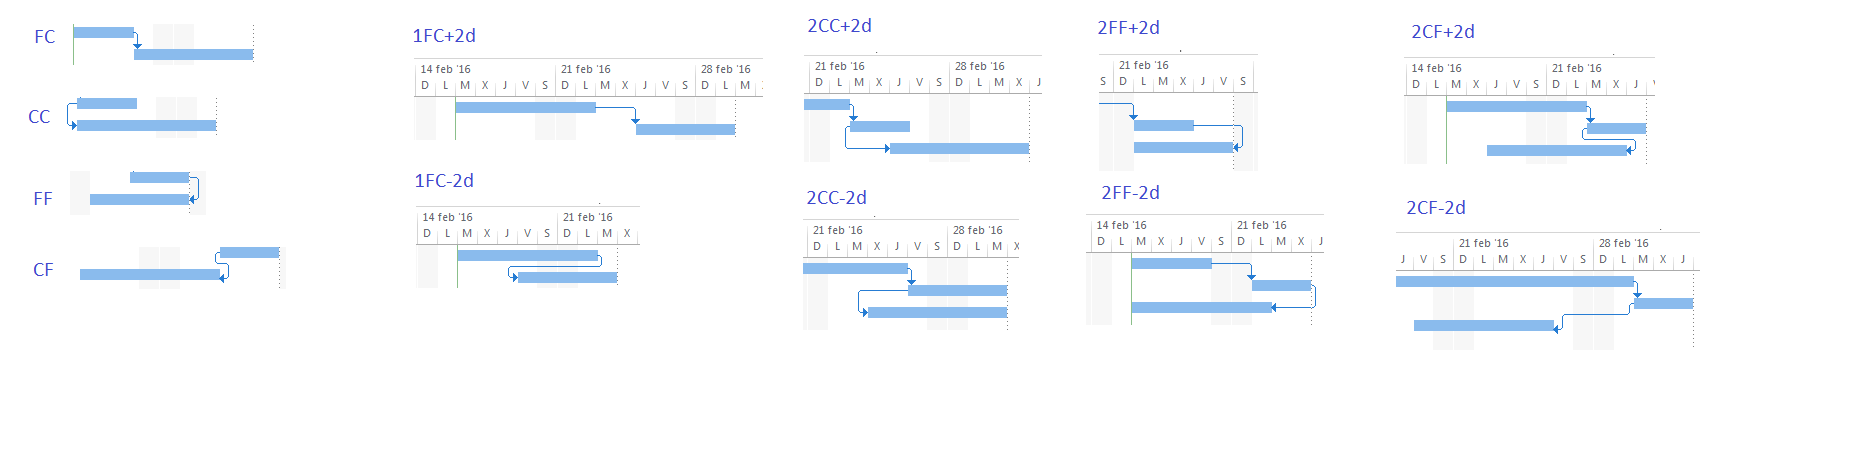 FC
CC
FF
CF
1FC+2d
14 feb '16 21 feb '16 28 feb '16
D L M X J V S D L M X J V S D L M
1FC-2d
14 feb '16 21 feb '16
D L M X J V S D L M X
2CC+2d
21 feb '16 28 feb '16
D L M X J V S D L M X J
2CC-2d
21 feb '16 28 feb '16
D L M X J V S D L M X
2FF+2d
21 feb '16
S D L M X J V S
2FF-2d
14 feb '16 21 feb '16
D L M X J V S D L M X J
2CF+2d
14 feb '16 21 feb '16
D L M X J V S D L M X J V
2CF-2d
21 feb '16 28 feb '16
J V S D L M X J V S D L M X J